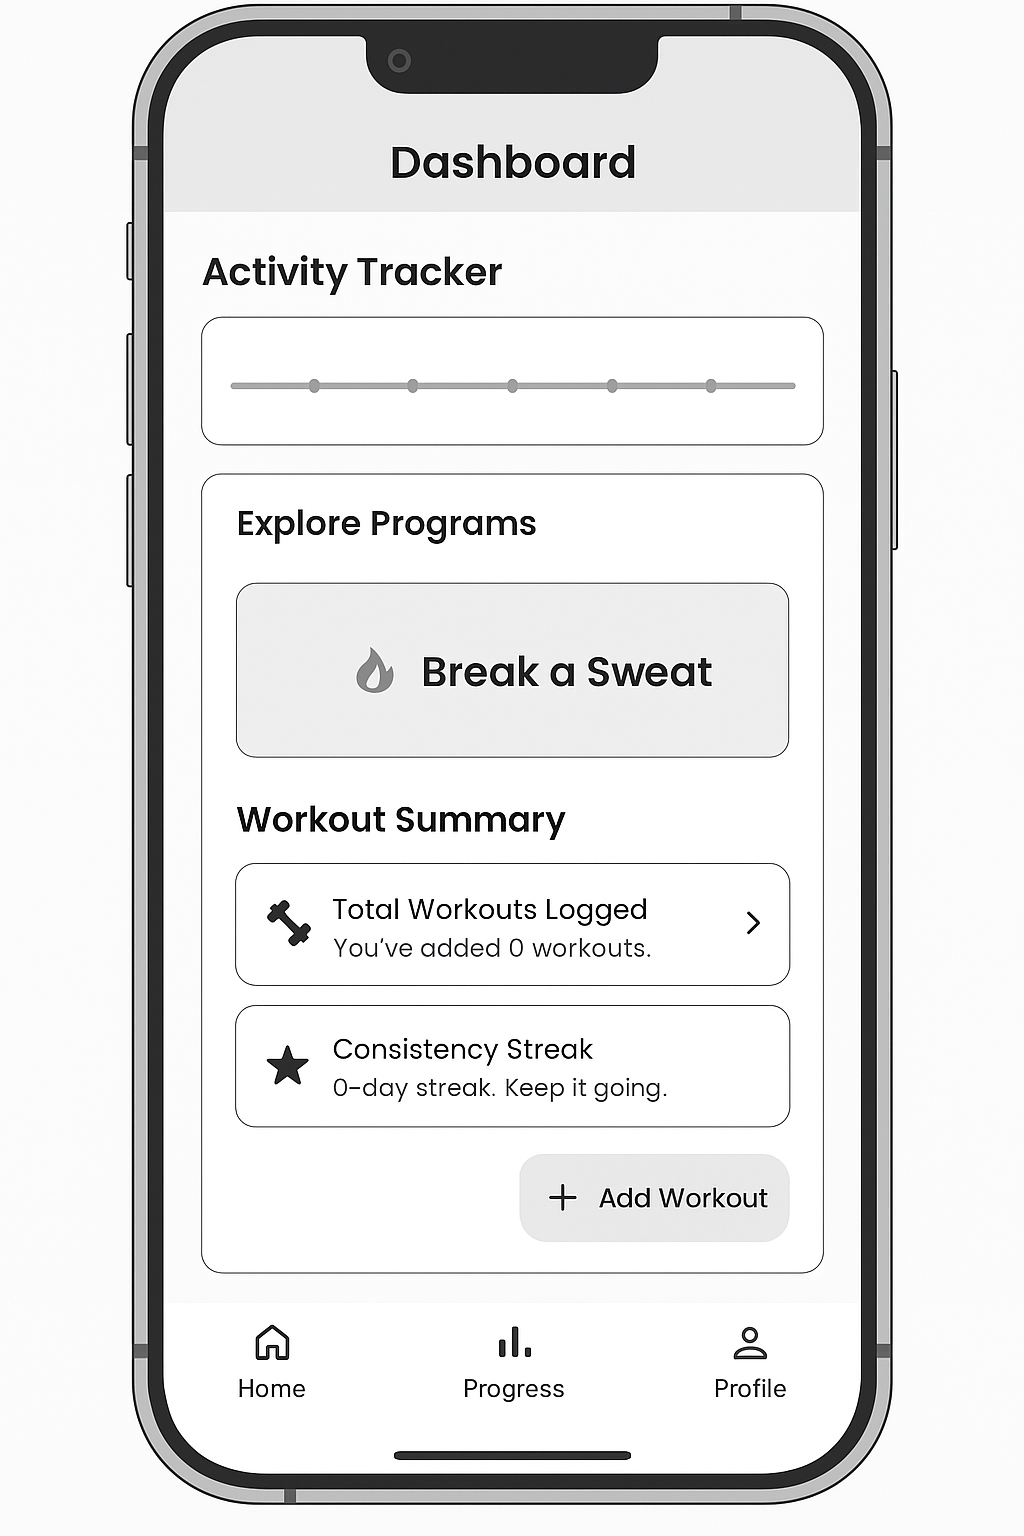 Dashboard
Activity Tracker
Explore Programs
Break a Sweat
Workout Summary
Total Workouts Logged
You’ve added 0 workouts.
Consistency Streak
0–day streak. Keep it going.
Add Workout
Home
Progress
Profile